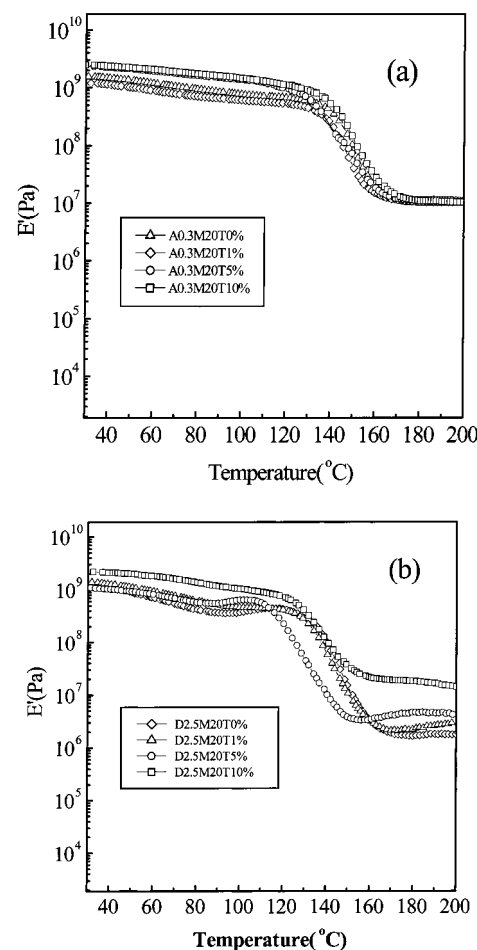 (a)
10^10
10^9
10^8
10^7
10^6
10^5
10^4
E'(Pa)
A0.3M20T0%
A0.3M20T1%
A0.3M20T5%
A0.3M20T10%
40 60 80 100 120 140 160 180 200
Temperature(°C)
(b)
10^10
10^9
10^8
10^7
10^6
10^5
10^4
E'(Pa)
D2.5M20T0%
D2.5M20T1%
D2.5M20T5%
D2.5M20T10%
40 60 80 100 120 140 160 180 200
Temperature(°C)